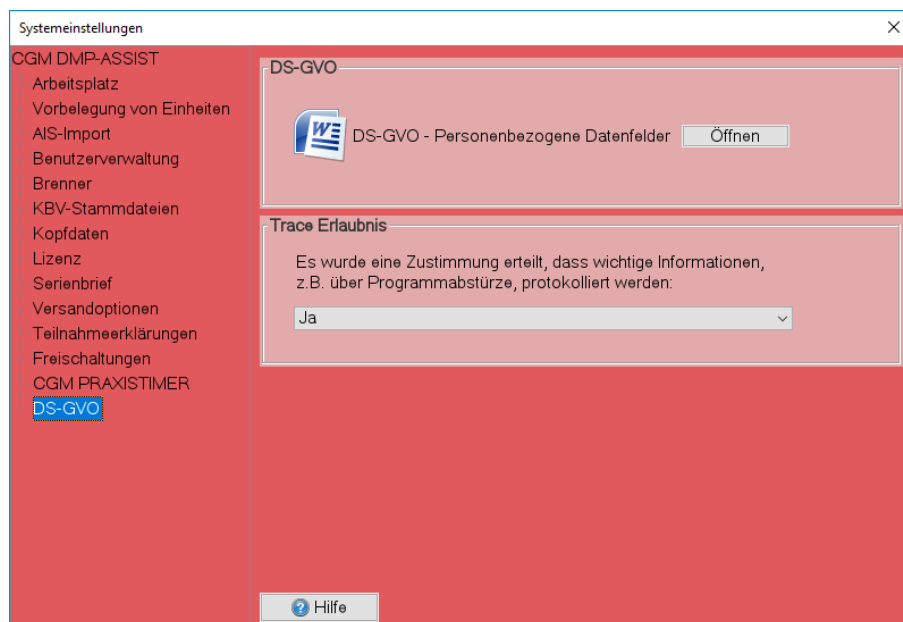 Systemeinstellungen
CGM DMP-ASSIST
Arbeitsplatz
Vorbelegung von Einheiten
AIS-Import
Benutzerverwaltung
Brenner
KBV-Stammdateien
Kopfdaten
Lizenz
Serienbrief
Versandoptionen
Teilnahmeerklärungen
Freischaltungen
CGM PRAXISTIMER
DS-GVO
DS-GVO
W
DS-GVO - Personenbezogene Datenfelder
Öffnen
Trace Erlaubnis
Es wurde eine Zustimmung erteilt, dass wichtige Informationen,
z.B. über Programmabstürze, protokolliert werden:
Ja
Hilfe